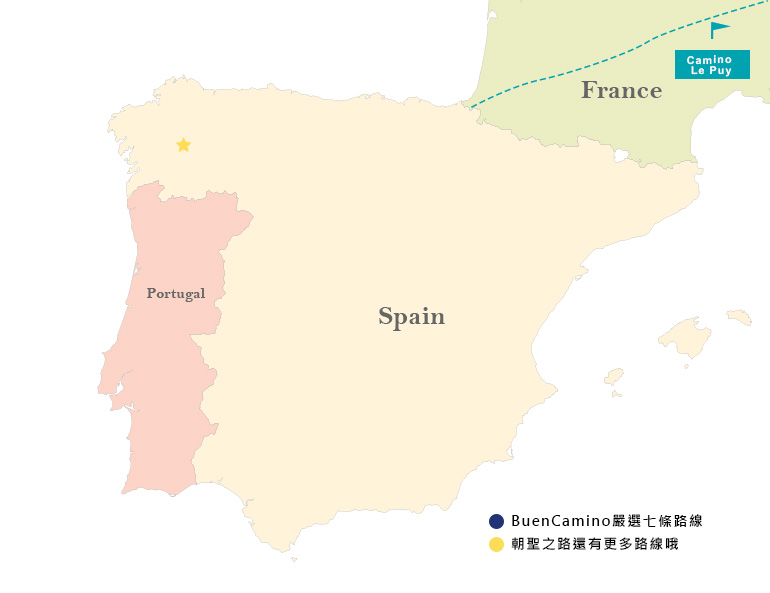 Camino
Le Puy
France
Portugal
Spain
BuenCamino嚴選七條路線
朝聖之路還有更多路線哦